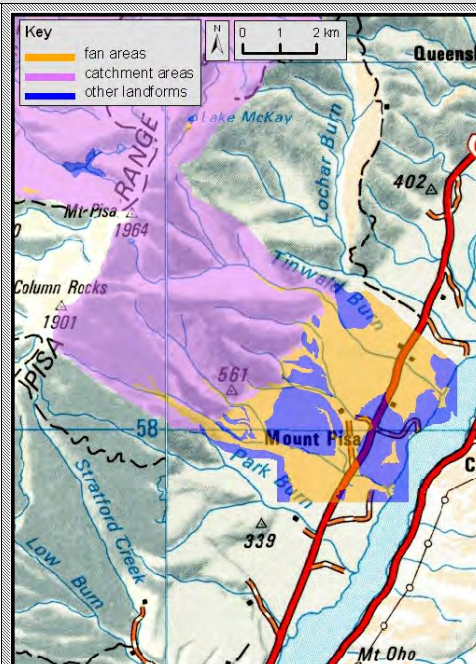 Key
fan areas
catchment areas
other landforms
N
0 1 2 km
Queens
Lake McKay
RANGE
Lochar Burn
402
Mt Pisa
1964
Tinwald Burn
Column Rocks
1901
PISA
561
58
Mount Pisa
Park Burn
C
Stratford Creek
339
Low Burn
Mt Oho